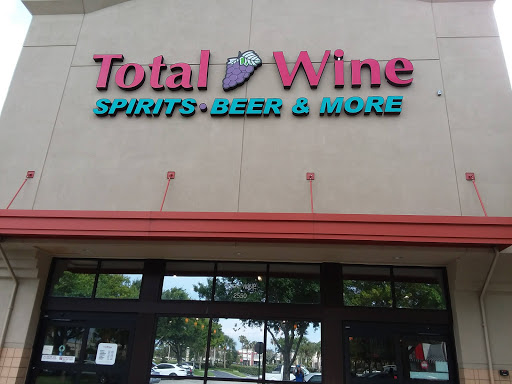 Total Wine
SPIRITS • BEER & MORE